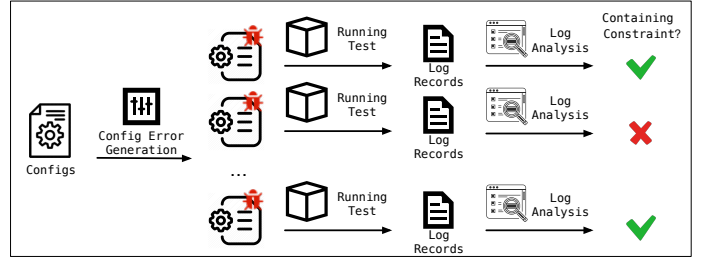 Containing
Constraint?
Running
Test
Log
Records
Log
Analysis
Configs
Config Error
Generation
Running
Test
Log
Records
Log
Analysis
...
Running
Test
Log
Records
Log
Analysis